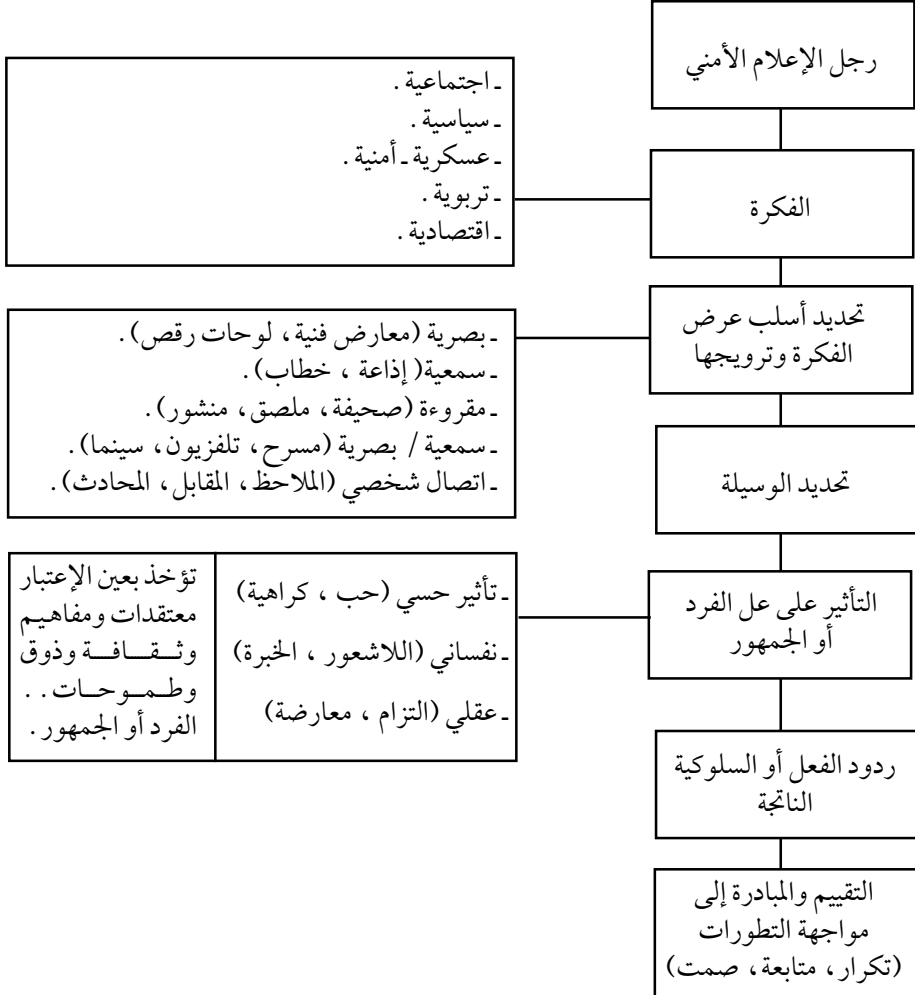 رجل الإعلام الأمني
الفكرة
ـ اجتماعية .
ـ سياسية .
ـ عسكرية ـ أمنية .
ـ تربوية .
ـ اقتصادية .
تحديد أسلب عرض
الفكرة وترويجها
ـ بصرية (معارض فنية، لوحات رقص).
ـ سمعية( إذاعة ، خطاب).
ـ مقروءة (صحيفة، ملصق، منشور).
ـ سمعية / بصرية (مسرح، تلفزيون، سينما).
ـ اتصال شخصي (الملاحظ، المقابل، المحادث).
تحديد الوسيلة
التأثير على عل الفرد
أو الجمهور
ـ تأثير حسي (حب ، كراهية)
ـ نفساني (اللاشعور ، الخبرة)
ـ عقلي (التزام ، معارضة)
تؤخذ بعين الإعتبار
معتقدات ومفاهيم
وثقافة وذوق
وطموحات . .
الفرد أو الجمهور .
ردود الفعل أو السلوكية
الناتجة
التقييم والمبادرة إلى
مواجهة التطورات
(تكرار، متابعة، صمت)